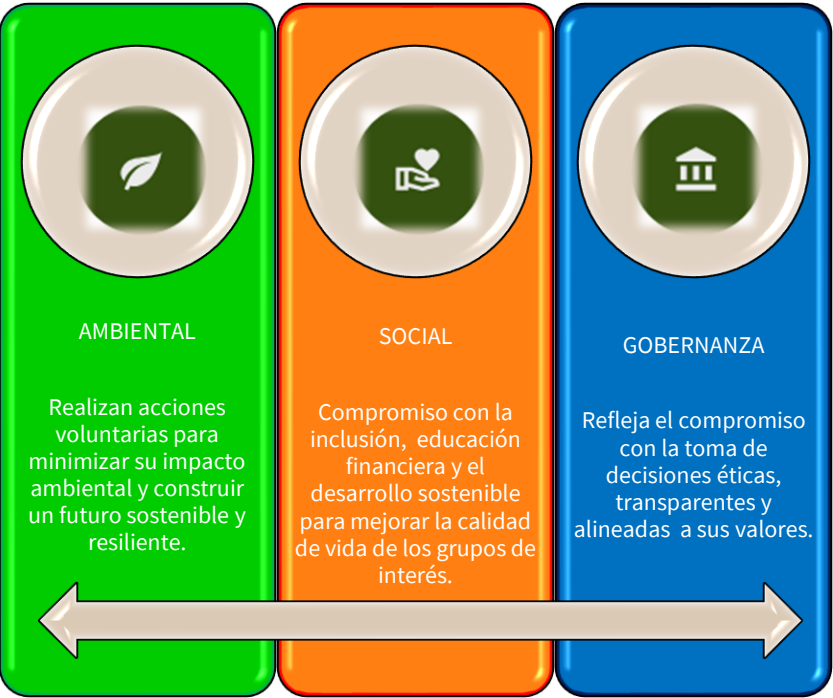 AMBIENTAL
Realizan acciones
voluntarias para
minimizar su impacto
ambiental y construir
un futuro sostenible y
resiliente.
SOCIAL
Compromiso con la
inclusión,  educación
financiera y el
desarrollo sostenible
para mejorar la calidad
de vida de los grupos de
interés.
GOBERNANZA
Refleja el compromiso
con la toma de
decisiones éticas,
transparentes y
alineadas  a sus valores.